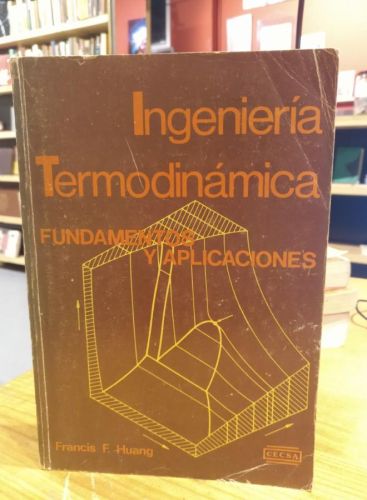 Ingeniería
Termodinámica
FUNDAMENTOS
Y APLICACIONES
Francis F. Huang
CECSA